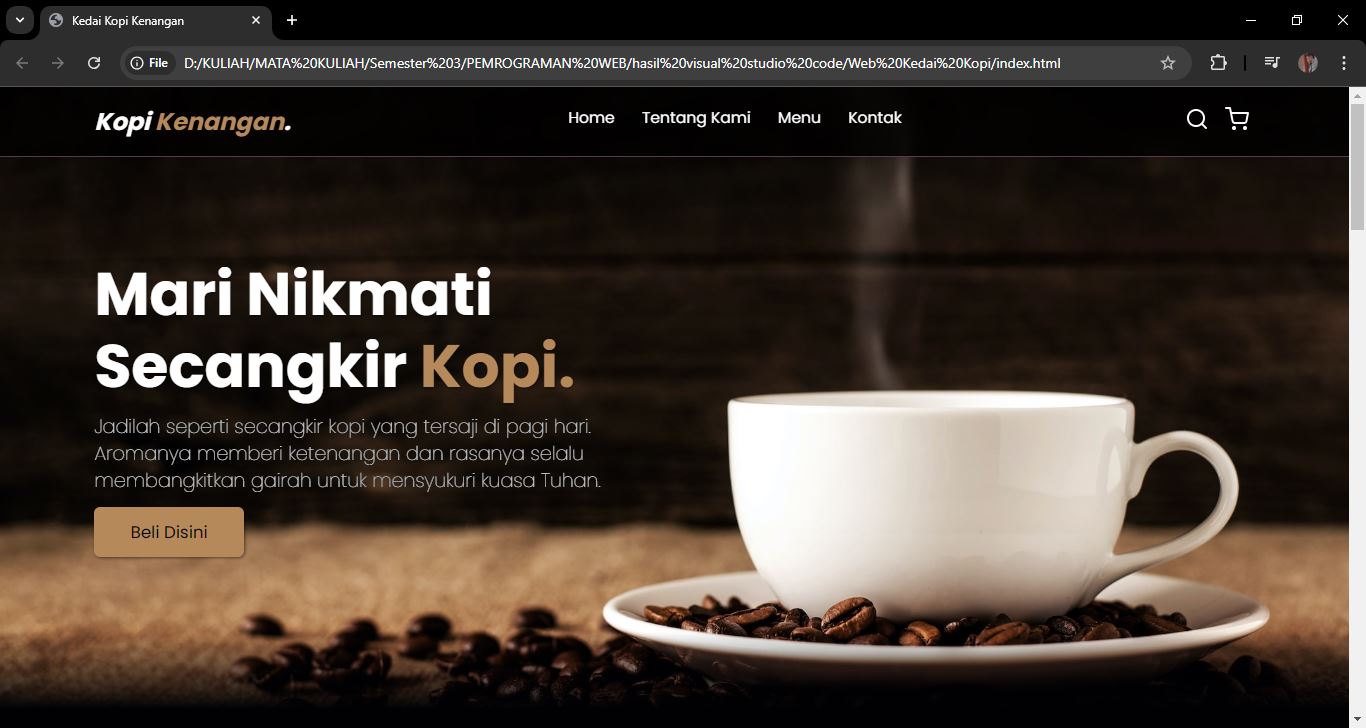 Kedai Kopi Kenangan
File D:/KULIAH/MATA%20KULIAH/Semester%203/PEMROGRAMAN%20WEB/hasil%20visual%20studio%20code/Web%20Kedai%20Kopi/index.html
Kopi Kenangan. Home Tentang Kami Menu Kontak
Mari Nikmati
Secangkir Kopi.
Jadilah seperti secangkir kopi yang tersaji di pagi hari.
Aromanya memberi ketenangan dan rasanya selalu
membangkitkan gairah untuk mensyukuri kuasa Tuhan.
Beli Disini